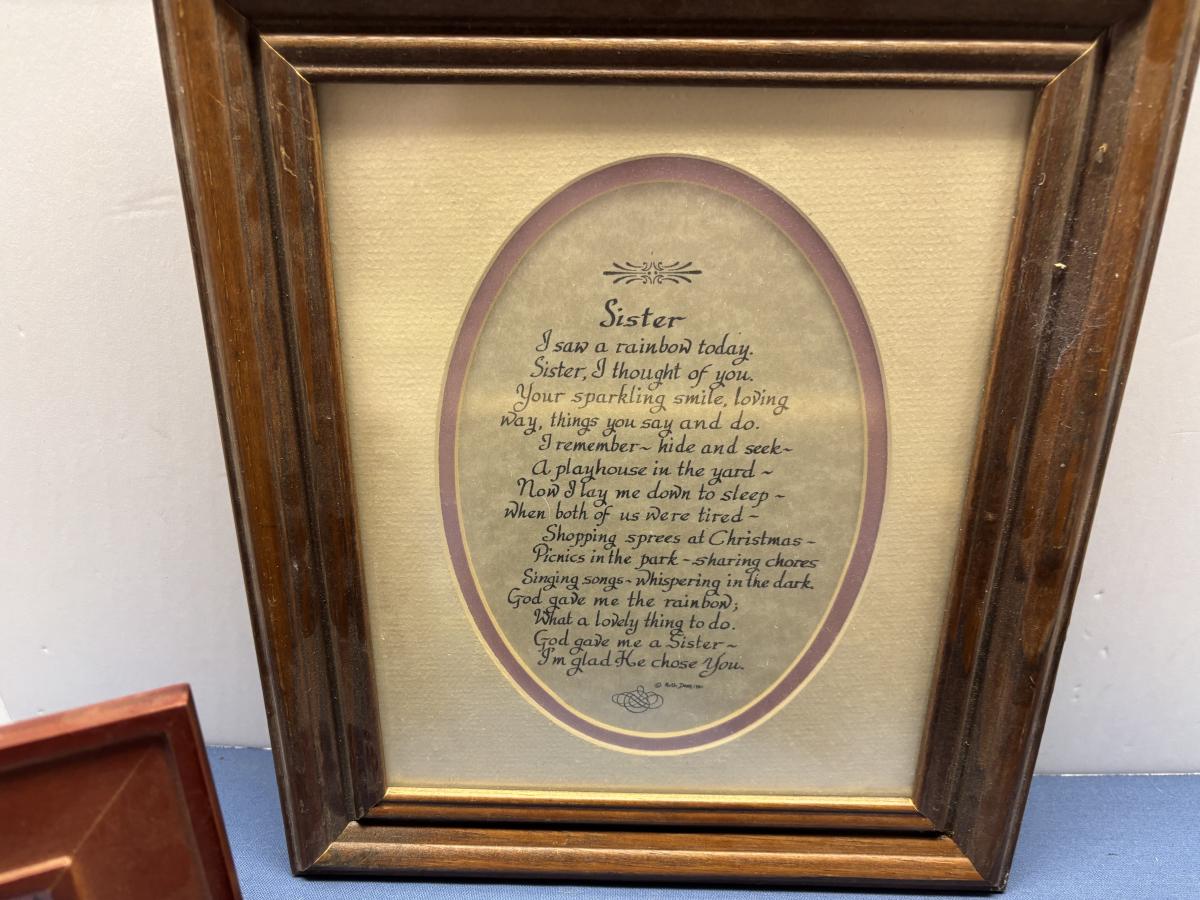 Sister
I saw a rainbow today.
Sister, I thought of you.
Your sparkling smile, loving
way, things you say and do.
I remember~ hide and seek~
A playhouse in the yard ~
Now I lay me down to sleep ~
when both of us were tired ~
Shopping sprees at Christmas ~
Picnics in the park ~ sharing chores
Singing songs ~ whispering in the dark.
God gave me the rainbow;
What a lovely thing to do.
God gave me a Sister ~
I'm glad He chose You.
© Ruth